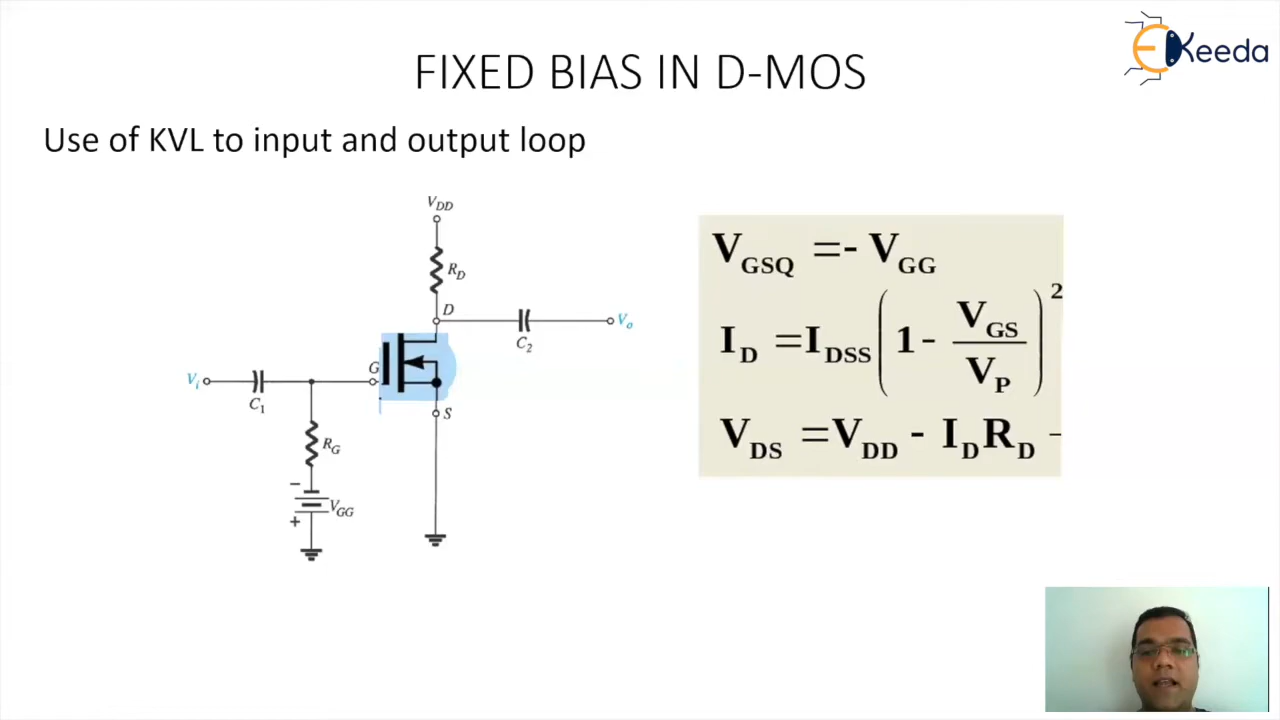 EKeeda
FIXED BIAS IN D-MOS
Use of KVL to input and output loop
V_DD
R_D
D
V_o
C_2
G
V_i
C_1
S
R_G
−
V_GG
+
V_GSQ =- V_GG
I_D =I_DSS (1- V_GS/V_P)^2
V_DS =V_DD - I_D R_D -